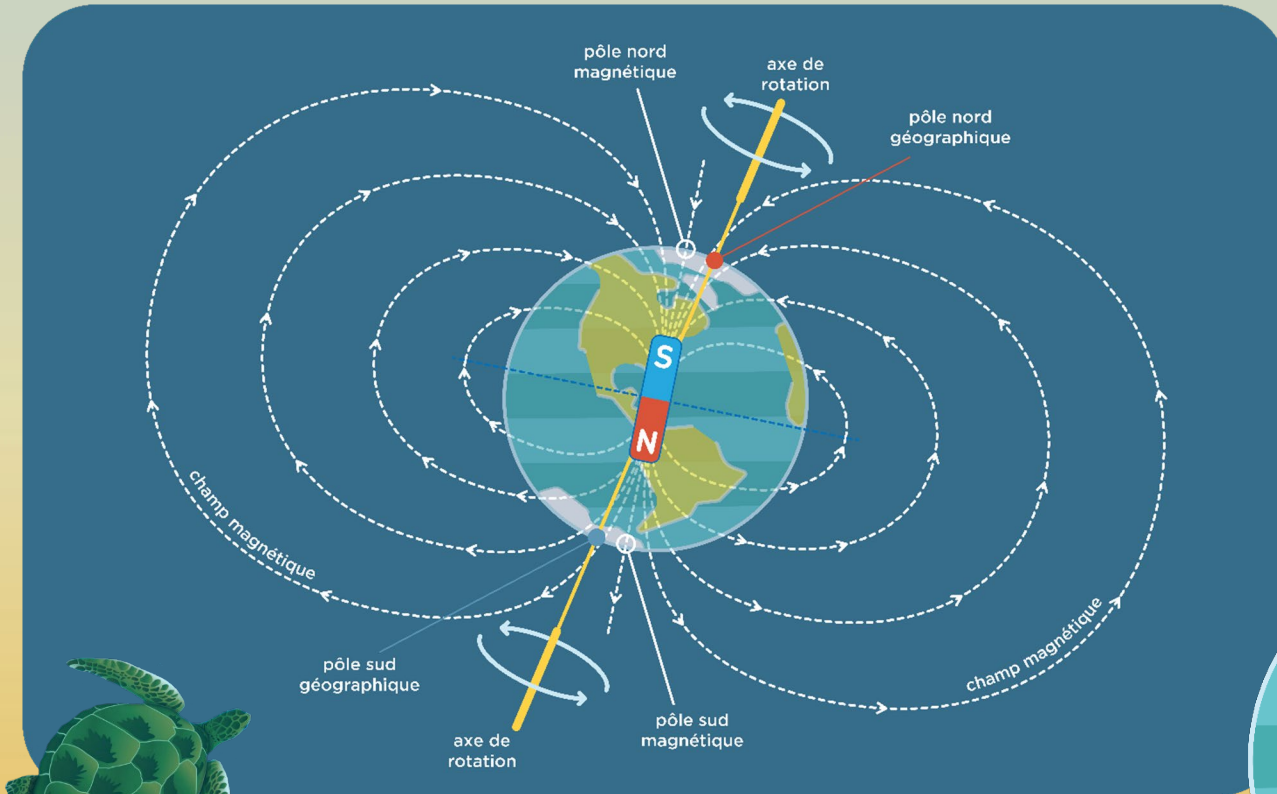 pôle nord
magnétique
axe de
rotation
pôle nord
géographique
S
N
champ magnétique
champ magnétique
pôle sud
géographique
pôle sud
magnétique
axe de
rotation